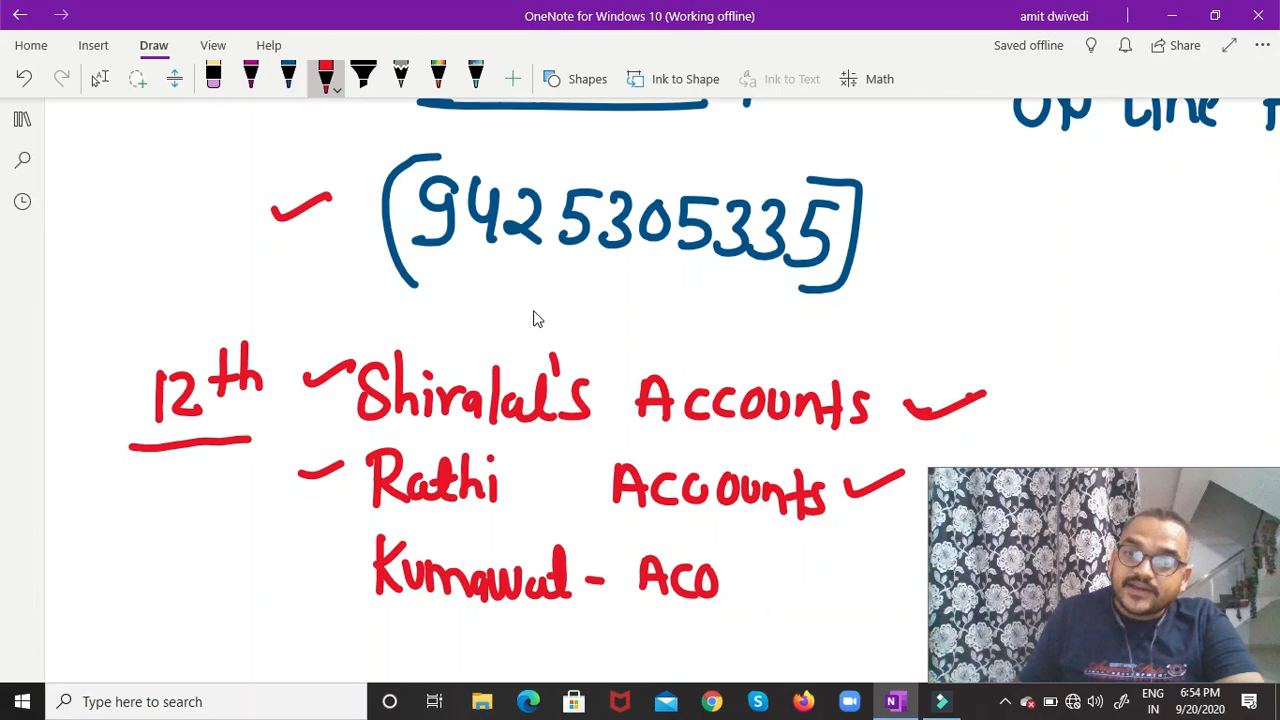 OneNote for Windows 10 (Working offline)
amit dwivedi
Home Insert Draw View Help
Saved offline
Share
Shapes
Ink to Shape
Ink to Text
Math
(9425305335]
12th Shiralal's Accounts
Rathi Accounts
Kumawat - Aco
Type here to search
ENG
IN
6:54 PM
9/20/2020